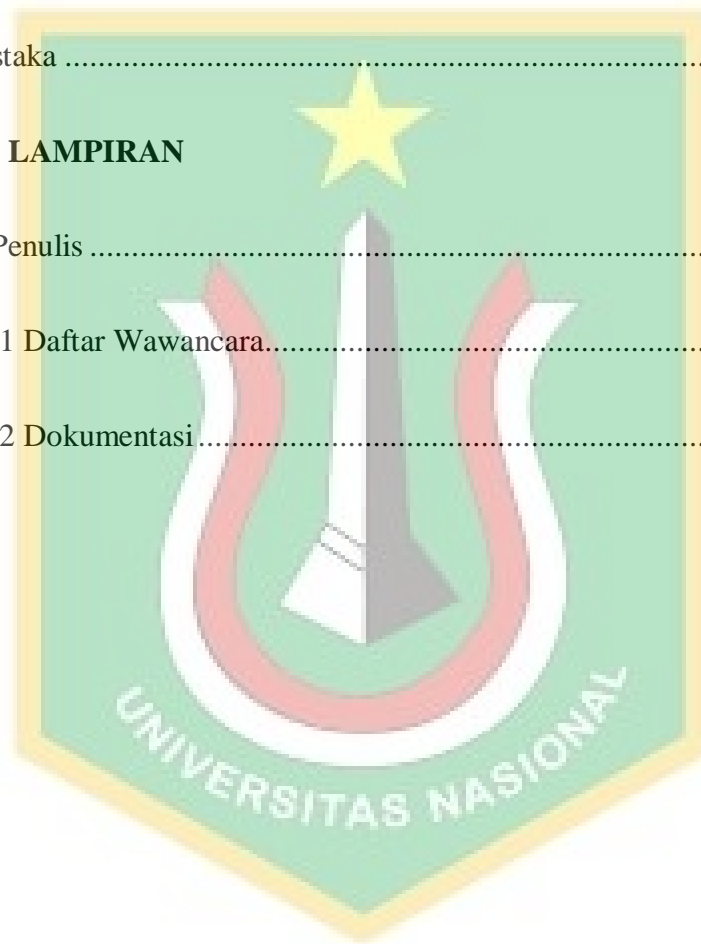 staka ........................................................................................
LAMPIRAN
Penulis .....................................................................................
1 Daftar Wawancara............................................................
2 Dokumentasi.......................................................................
UNIVERSITAS NASIONAL